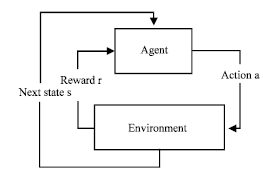 Agent
Reward r
Action a
Next state s
Environment